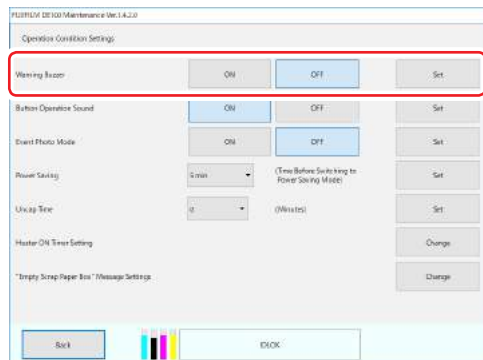 FUJIFILM DE100 Maintenance Ver.1.4.2.0
Operation Condition Settings
Warning Buzzer ON OFF Set
Button Operation Sound ON OFF Set
Event Photo Mode ON OFF Set
Power Saving 5 min (Time Before Switching to
Power Saving Mode)
Set
Uncap Time 0 (Minutes) Set
Heater ON Timer Setting Change
"Empty Scrap Paper Box" Message Settings Change
Back